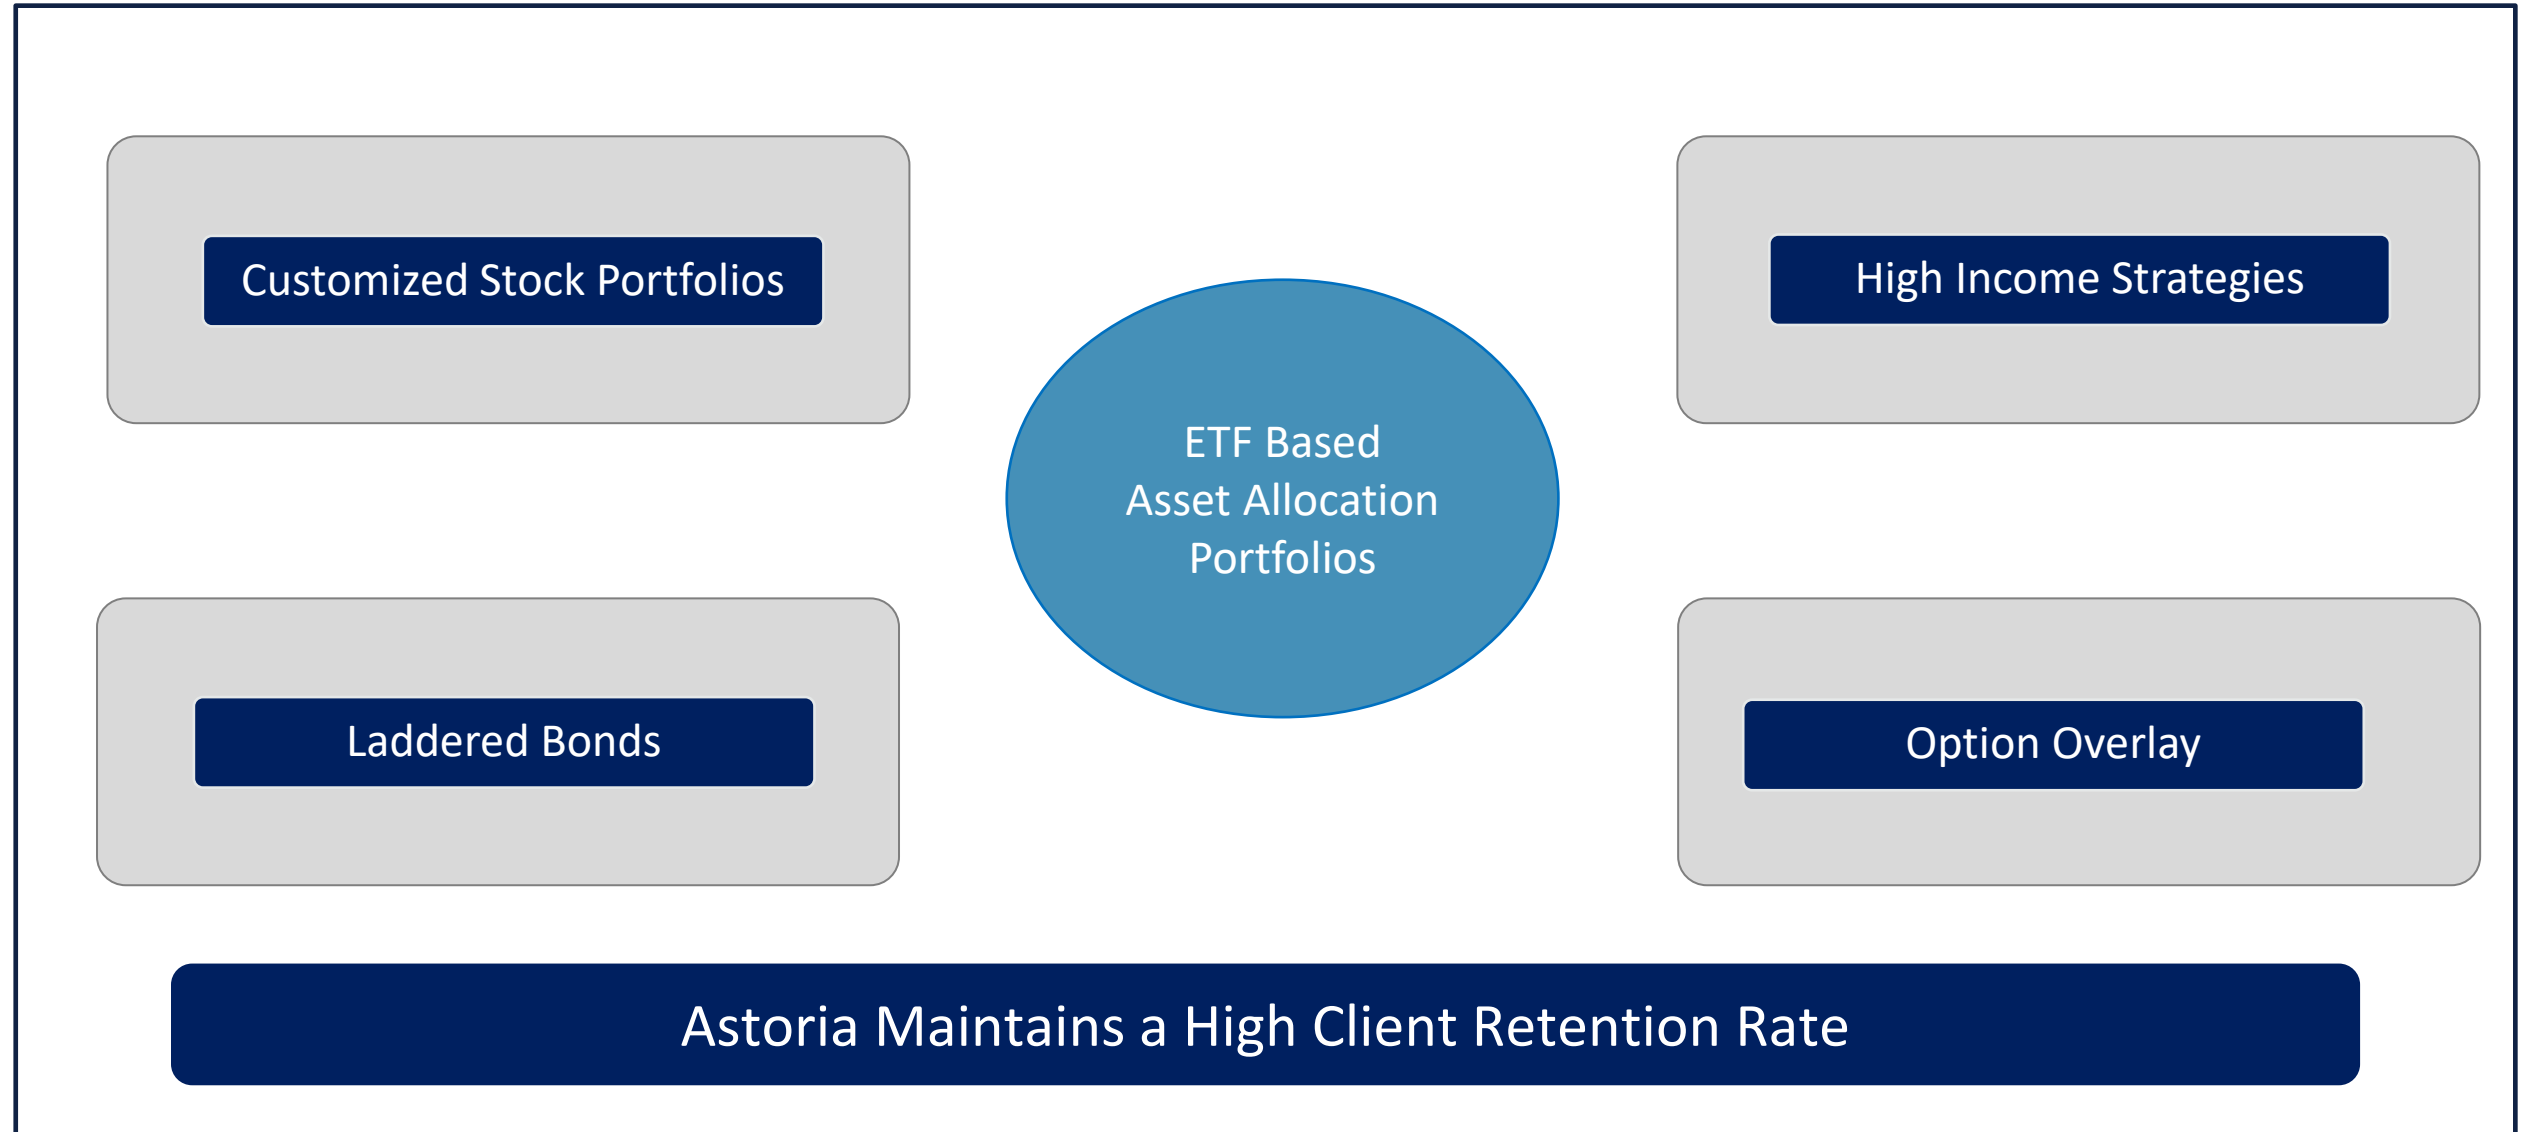 Customized Stock Portfolios
High Income Strategies
ETF Based
Asset Allocation
Portfolios
Laddered Bonds
Option Overlay
Astoria Maintains a High Client Retention Rate